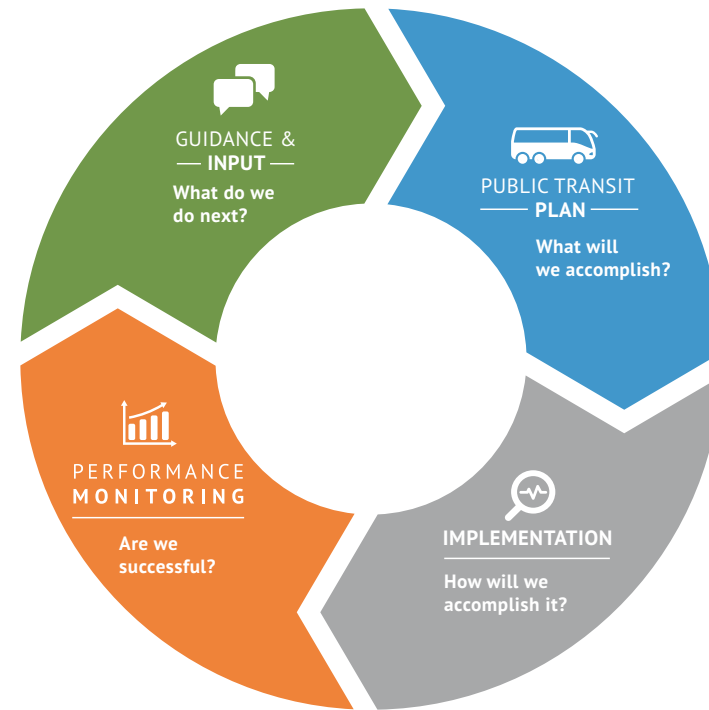 GUIDANCE &
INPUT
What do we
do next?
PUBLIC TRANSIT
PLAN
What will
we accomplish?
IMPLEMENTATION
How will we
accomplish it?
PERFORMANCE
MONITORING
Are we
successful?